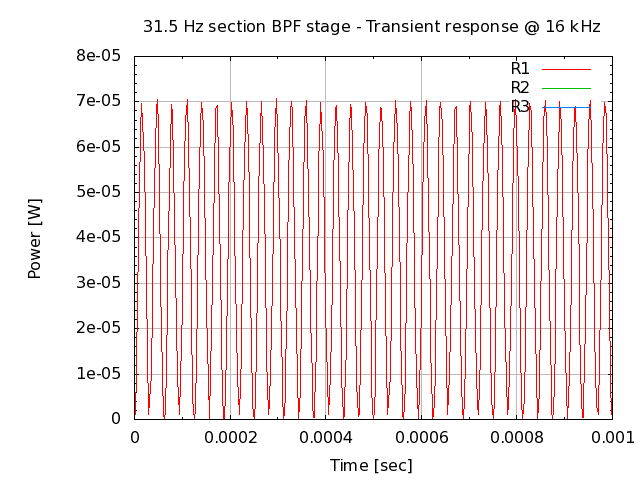 31.5 Hz section BPF stage - Transient response @ 16 kHz
8e-05
7e-05
6e-05
5e-05
4e-05
3e-05
2e-05
1e-05
0
Power [W]
R1
R2
R3
0 0.0002 0.0004 0.0006 0.0008 0.001
Time [sec]